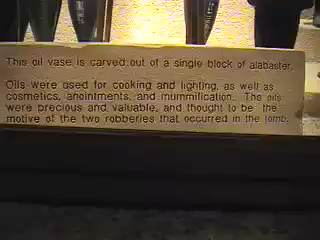 This oil vase is carved out of a single block of alabaster.
Oils were used for cooking and lighting, as well as
cosmetics, anointments, and mummification. The oils
were precious and valuable, and thought to be the
motive of the two robberies that occurred in the tomb.